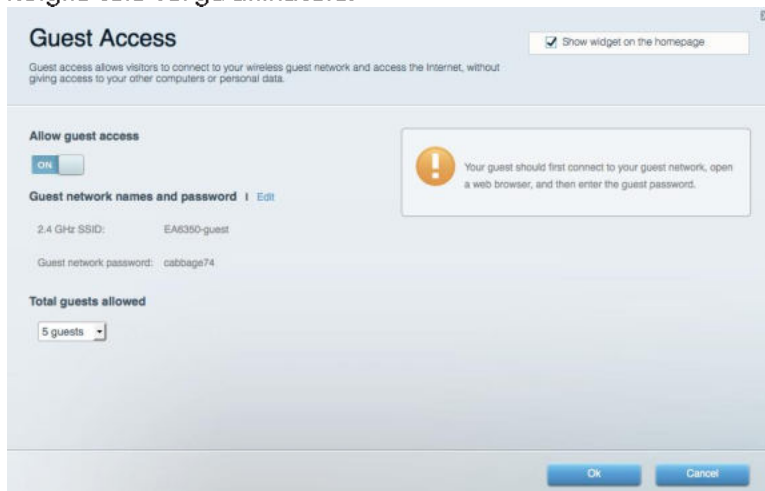 Guest Access
Show widget on the homepage
Guest access allows visitors to connect to your wireless guest network and access the Internet, without
giving access to your other computers or personal data.
Allow guest access
ON
Your guest should first connect to your guest network, open
a web browser, and then enter the guest password.
Guest network names and password | Edit
2.4 GHz SSID: EA6350-guest
Guest network password: cabbage74
Total guests allowed
5 guests
Ok Cancel